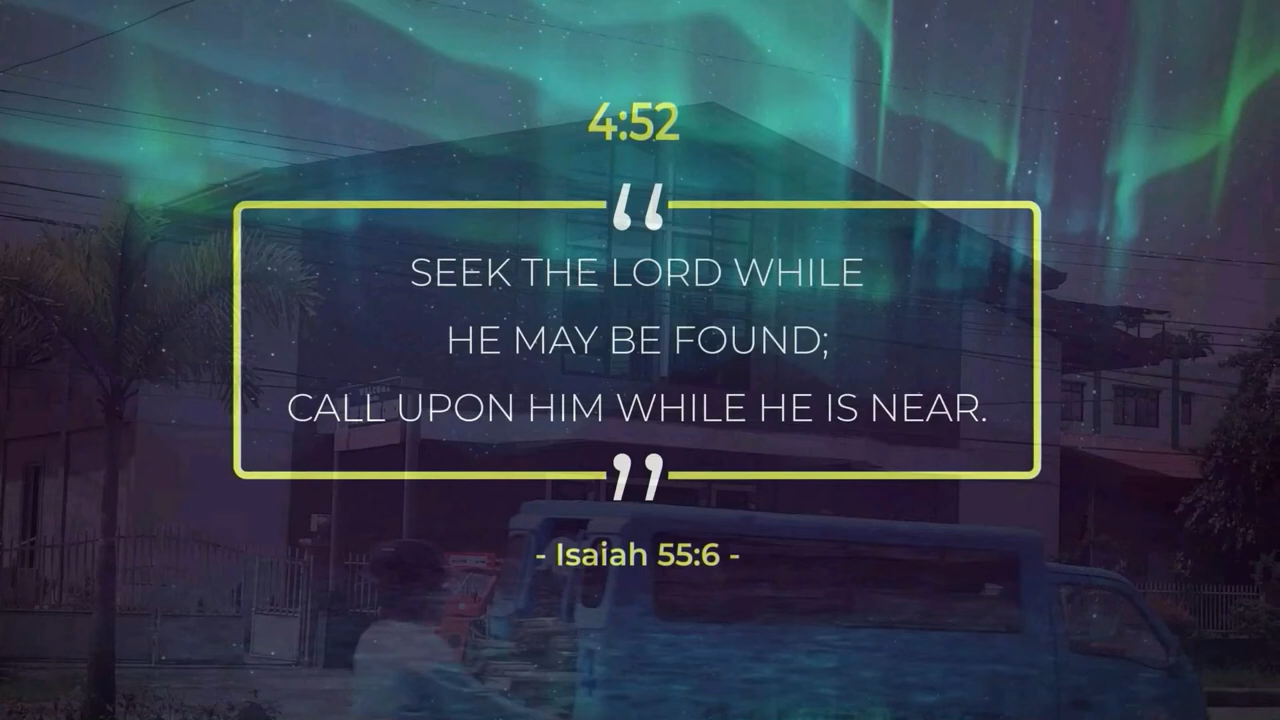 4:52
“
SEEK THE LORD WHILE
HE MAY BE FOUND;
CALL UPON HIM WHILE HE IS NEAR.
”
- Isaiah 55:6 -